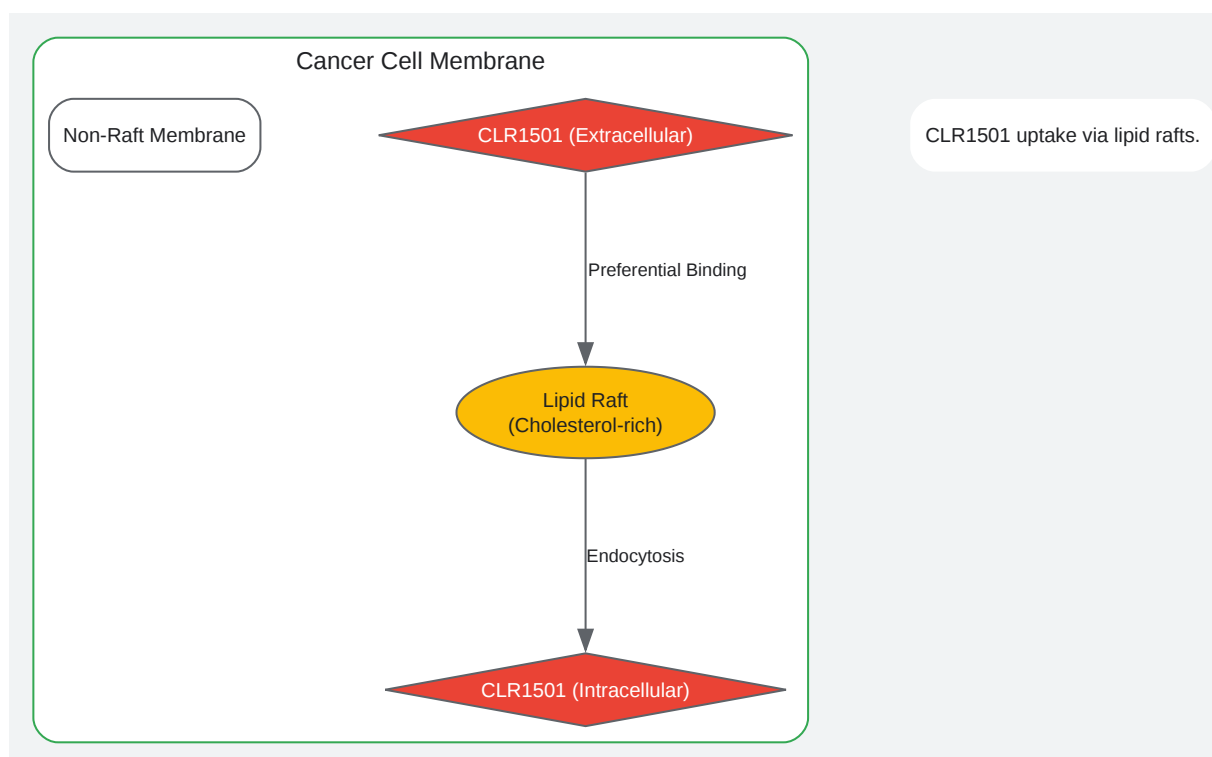 Cancer Cell Membrane
Non-Raft Membrane
CLR1501 (Extracellular)
CLR1501 uptake via lipid rafts.
Preferential Binding
Lipid Raft
(Cholesterol-rich)
Endocytosis
CLR1501 (Intracellular)